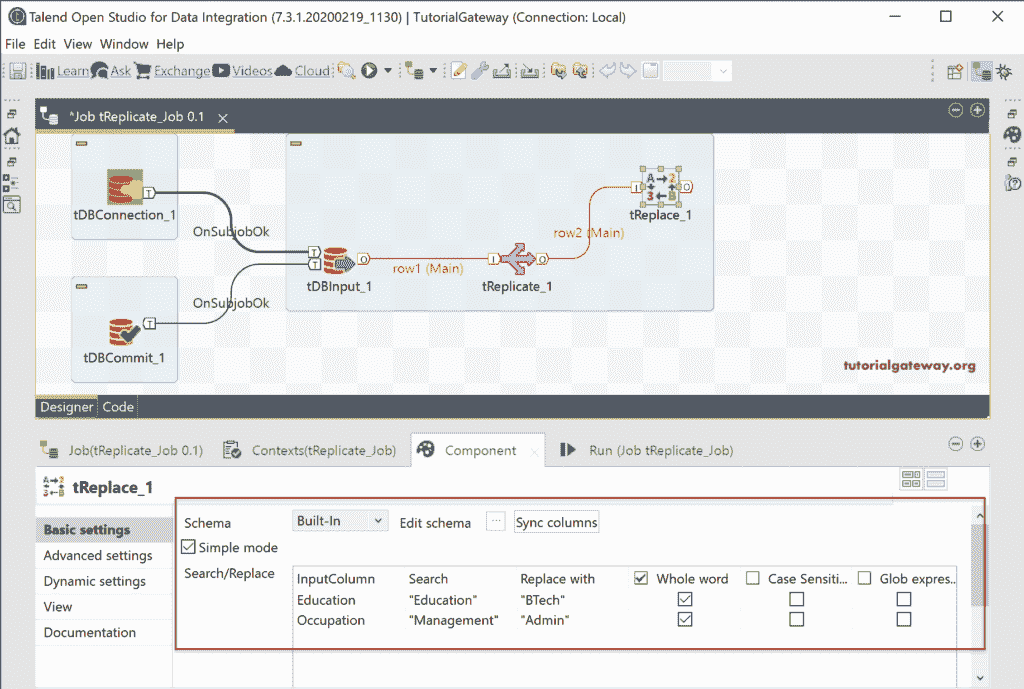 Talend Open Studio for Data Integration (7.3.1.20200219_1130) | TutorialGateway (Connection: Local)
File Edit View Window Help
Learn Ask Exchange Videos Cloud
*Job tReplicate_Job 0.1
tDBConnection_1
OnSubjobOk
tDBInput_1
row1 (Main)
tReplicate_1
row2 (Main)
tReplace_1
OnSubjobOk
tDBCommit_1
tutorialgateway.org
Designer Code
Job(tReplicate_Job 0.1) Contexts(tReplicate_Job) Component Run (Job tReplicate_Job)
tReplace_1
Basic settings
Advanced settings
Dynamic settings
View
Documentation
Schema Built-In Edit schema ... Sync columns
Simple mode
Search/Replace
InputColumn Search Replace with Whole word Case Sensiti... Glob expres..
Education "Education" "BTech"
Occupation "Management" "Admin"